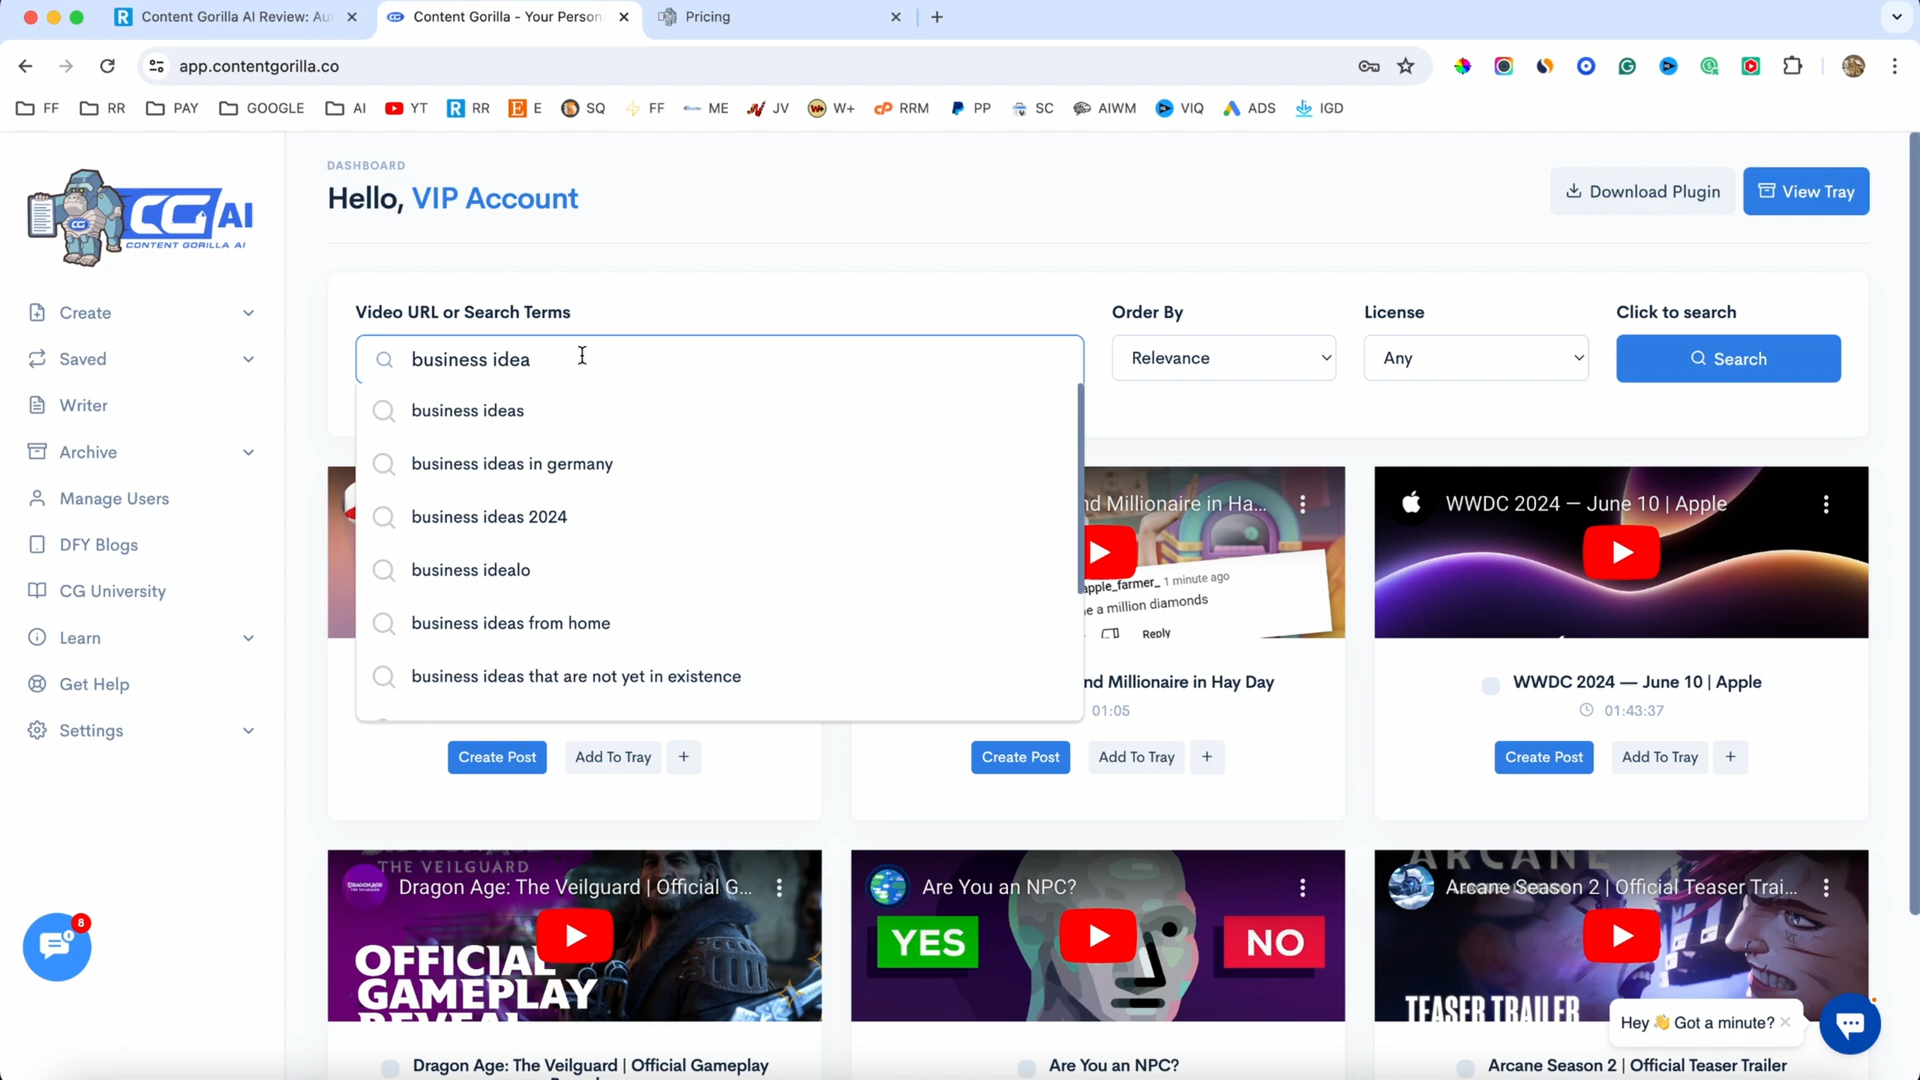 Content Gorilla AI Review: Au
Content Gorilla - Your Person
Pricing
app.contentgorilla.co
FF
RR
PAY
GOOGLE
AI
YT
RR
E
SQ
FF
ME
JV
W+
RRM
PP
SC
AIWM
VIQ
ADS
IGD
CG AI
CONTENT GORILLA AI
Create
Saved
Writer
Archive
Manage Users
DFY Blogs
CG University
Learn
Get Help
Settings
8
DASHBOARD
Hello, VIP Account
Download Plugin
View Tray
Video URL or Search Terms
Order By
License
Click to search
business idea
Relevance
Any
Search
business ideas
business ideas in germany
business ideas 2024
business idealo
business ideas from home
business ideas that are not yet in existence
nd Millionaire in Ha...
apple_farmer_ 1 minute ago
e a million diamonds
Reply
WWDC 2024 — June 10 | Apple
nd Millionaire in Hay Day
01:05
WWDC 2024 — June 10 | Apple
01:43:37
Create Post
Add To Tray
+
Create Post
Add To Tray
+
Create Post
Add To Tray
+
THE VEILGUARD
Dragon Age: The Veilguard | Official G...
OFFICIAL
GAMEPLAY
REVEAL
Are You an NPC?
YES
NO
ARCANE
Arcane Season 2 | Official Teaser Trai...
TEASER TRAILER
Hey 👋 Got a minute?
Dragon Age: The Veilguard | Official Gameplay
Are You an NPC?
Arcane Season 2 | Official Teaser Trailer